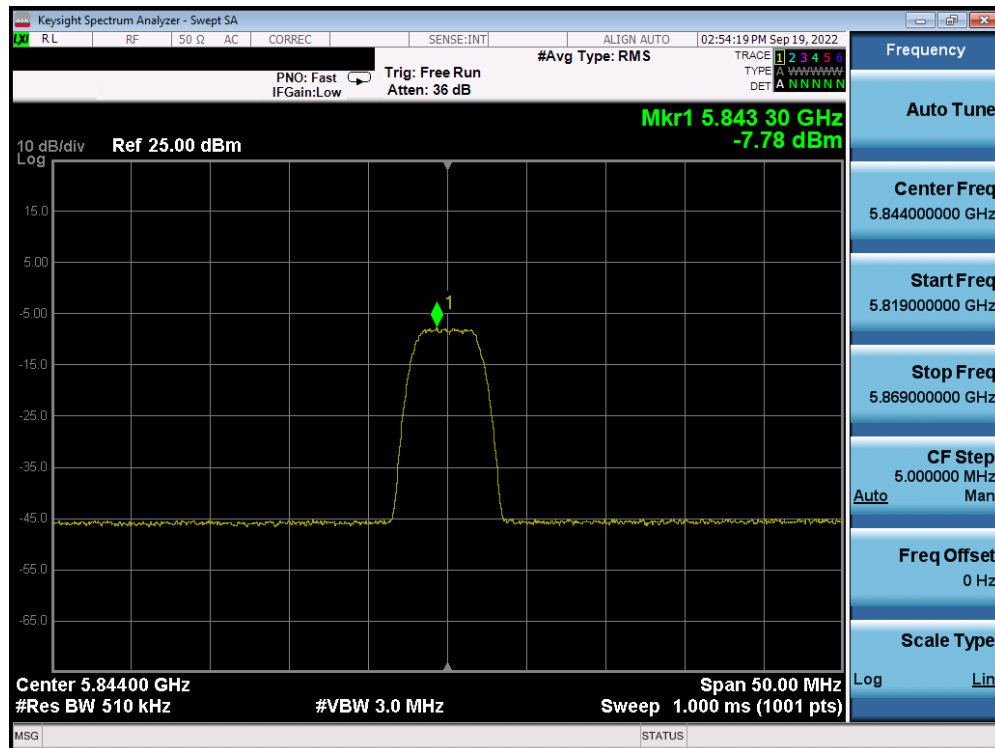 Keysight Spectrum Analyzer - Swept SA
LXI RL RF 50 Ω AC CORREC SENSE:INT ALIGN AUTO 02:54:19 PM Sep 19, 2022
#Avg Type: RMS
TRACE 1 2 3 4 5 6
PNO: Fast Trig: Free Run
TYPE A WWWWW
IFGain:Low Atten: 36 dB
DET A N N N N N
Mkr1 5.843 30 GHz
-7.78 dBm
10 dB/div Ref 25.00 dBm
Log
15.0
5.00
1
-5.00
-15.0
-25.0
-35.0
-45.0
-55.0
-65.0
Center 5.84400 GHz Span 50.00 MHz
#Res BW 510 kHz #VBW 3.0 MHz Sweep 1.000 ms (1001 pts)
MSG STATUS
Frequency
Auto Tune
Center Freq
5.844000000 GHz
Start Freq
5.819000000 GHz
Stop Freq
5.869000000 GHz
CF Step
5.000000 MHz
Auto Man
Freq Offset
0 Hz
Scale Type
Log Lin